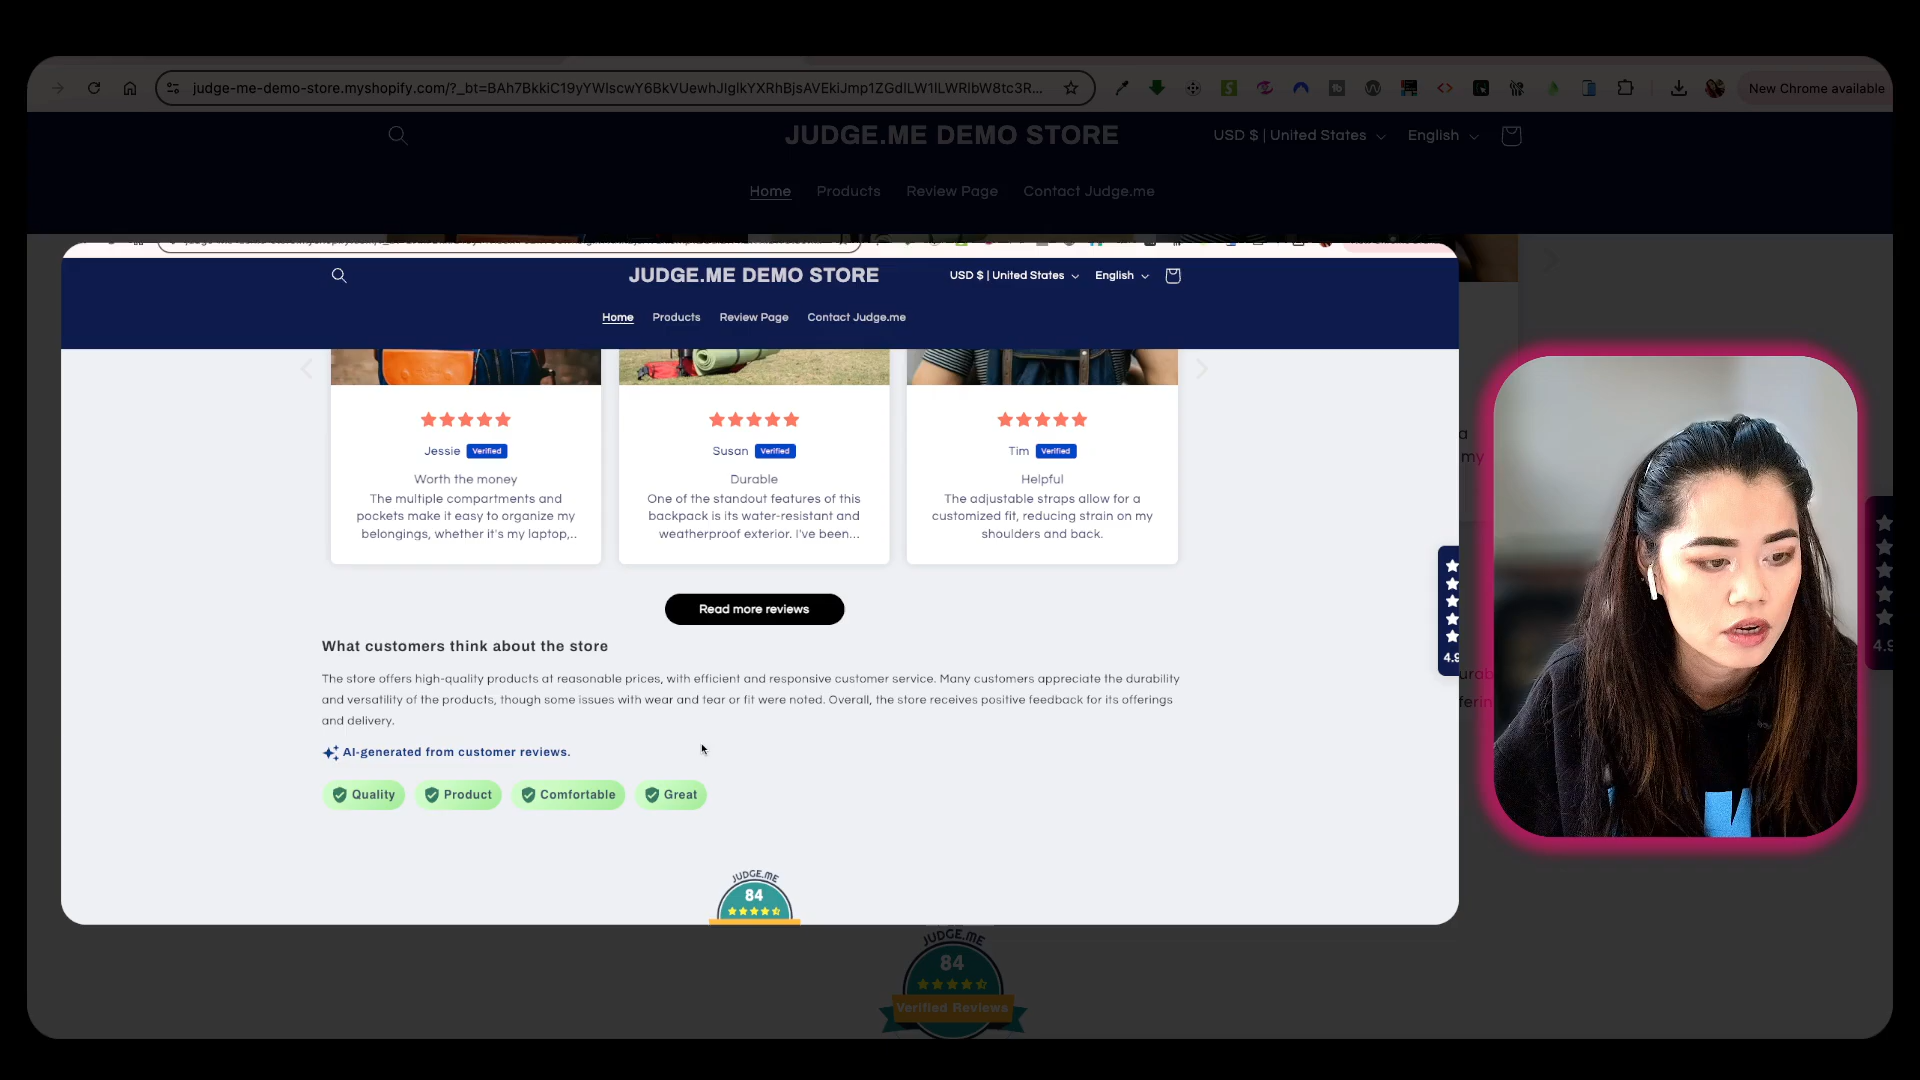 judge-me-demo-store.myshopify.com/?_bt=BAh7BkkiC19yYWlscwY6BkVUewhJIglkYXRhBjsAVEkiJmp1ZGdlLW1lLWRlbW8tc3R...
New Chrome available
JUDGE.ME DEMO STORE
USD $ | United States
English
Home
Products
Review Page
Contact Judge.me
JUDGE.ME DEMO STORE
USD $ | United States
English
Home
Products
Review Page
Contact Judge.me
Jessie
Verified
Worth the money
The multiple compartments and
pockets make it easy to organize my
belongings, whether it's my laptop,..
Susan
Verified
Durable
One of the standout features of this
backpack is its water-resistant and
weatherproof exterior. I've been...
Tim
Verified
Helpful
The adjustable straps allow for a
customized fit, reducing strain on my
shoulders and back.
a
my
4.9
4.9
Read more reviews
What customers think about the store
The store offers high-quality products at reasonable prices, with efficient and responsive customer service. Many customers appreciate the durability
and versatility of the products, though some issues with wear and tear or fit were noted. Overall, the store receives positive feedback for its offerings
and delivery.
AI-generated from customer reviews.
Quality
Product
Comfortable
Great
JUDGE.ME
84
JUDGE.ME
84
Verified Reviews